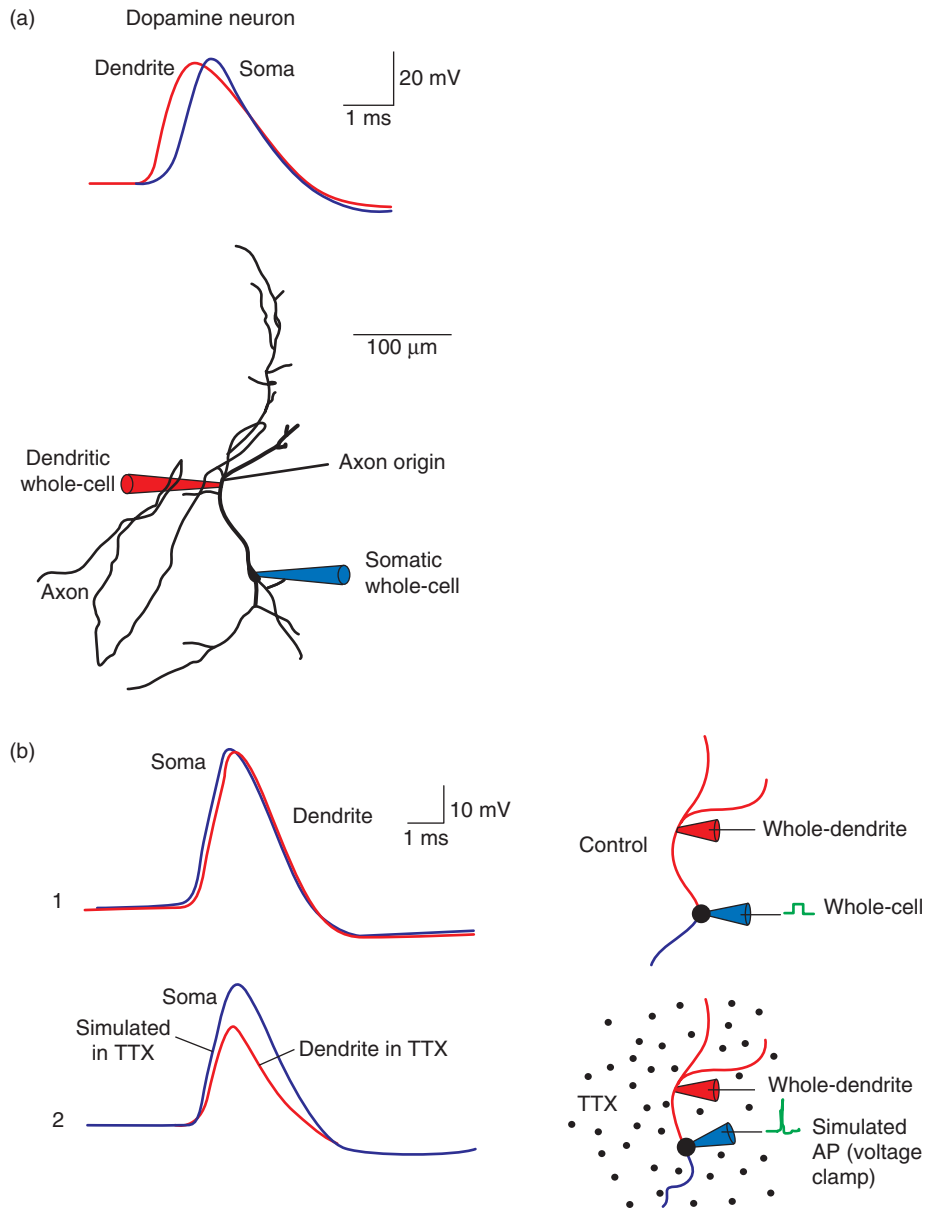 (a)
Dopamine neuron
Dendrite
Soma
20 mV
1 ms
100 µm
Dendritic
whole-cell
Axon origin
Axon
Somatic
whole-cell
(b)
Soma
Dendrite
10 mV
1 ms
1
Control
Whole-dendrite
Whole-cell
Soma
Simulated
in TTX
Dendrite in TTX
2
TTX
Whole-dendrite
Simulated
AP (voltage
clamp)